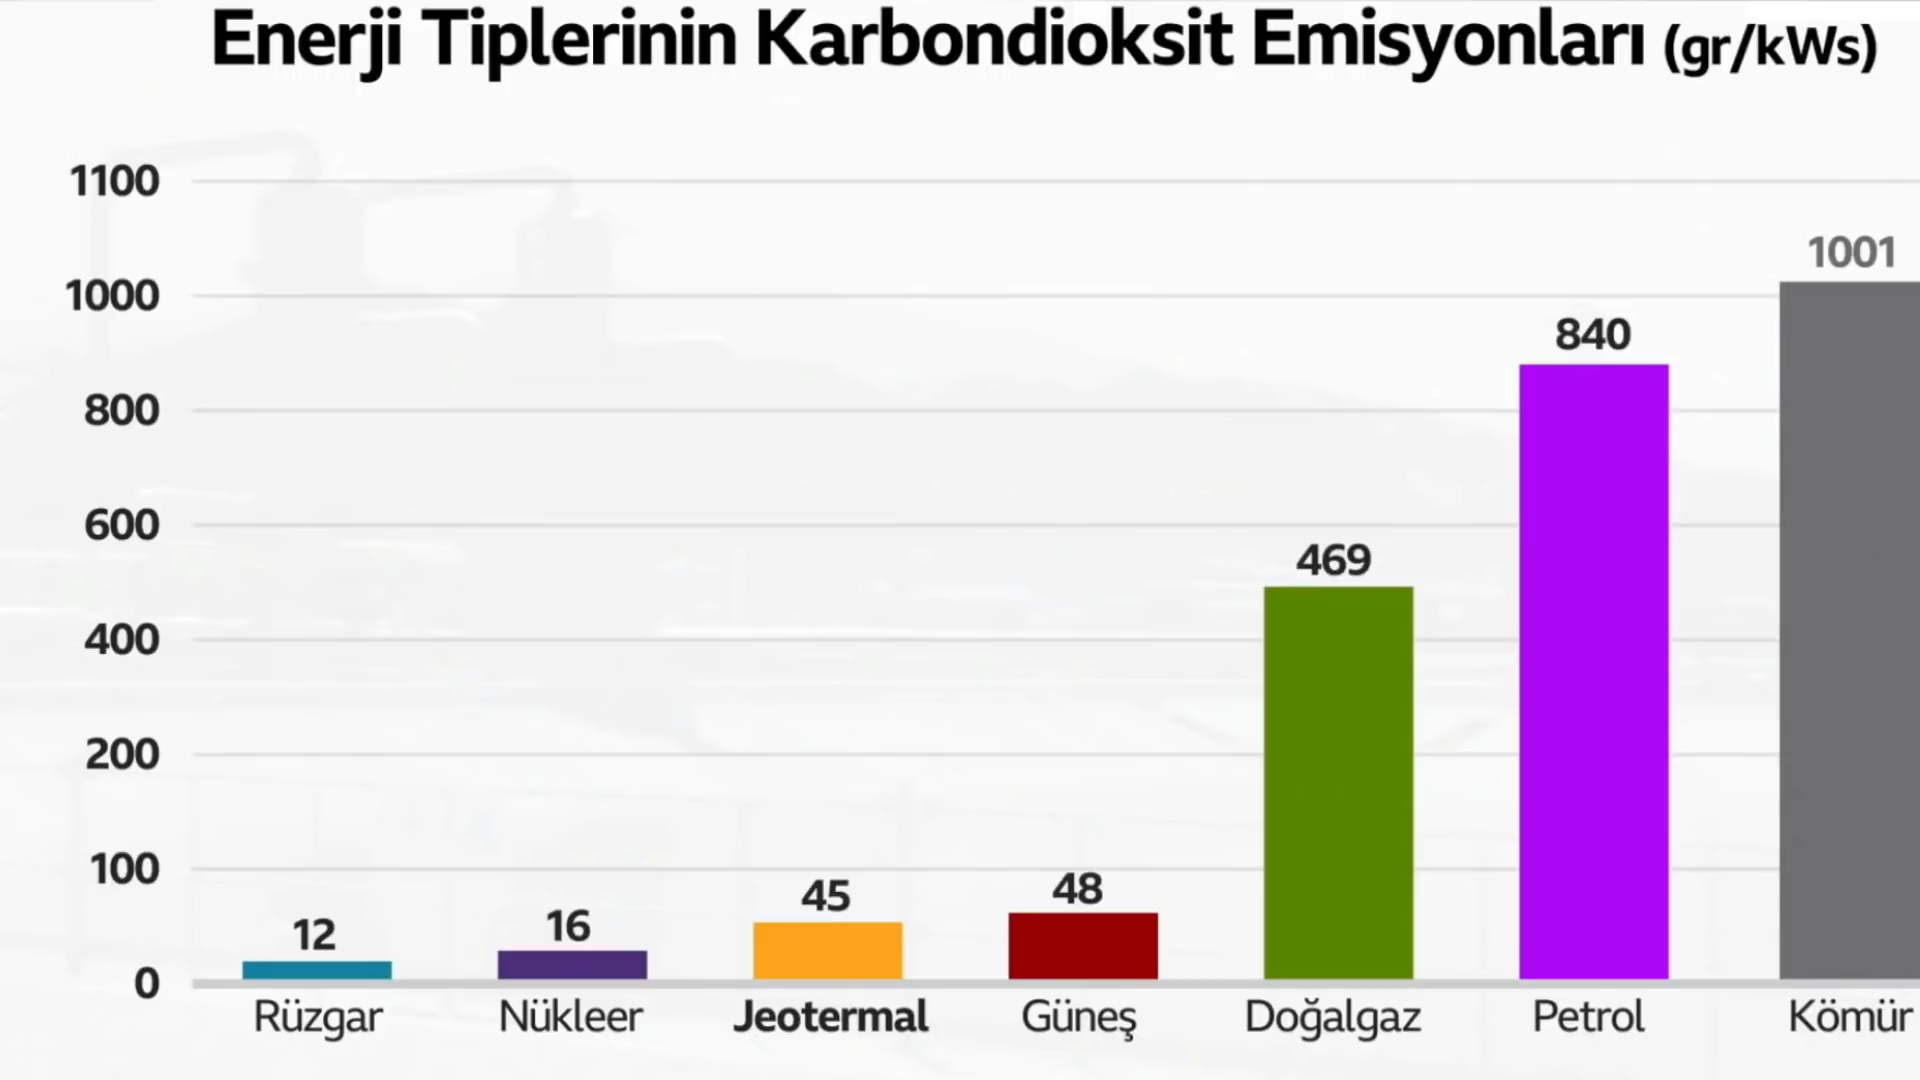 Enerji Tiplerinin Karbondioksit Emisyonları (gr/kWs)
1100
1000
800
600
400
200
100
0
12
16
45
48
469
840
1001
Rüzgar
Nükleer
Jeotermal
Güneş
Doğalgaz
Petrol
Kömür